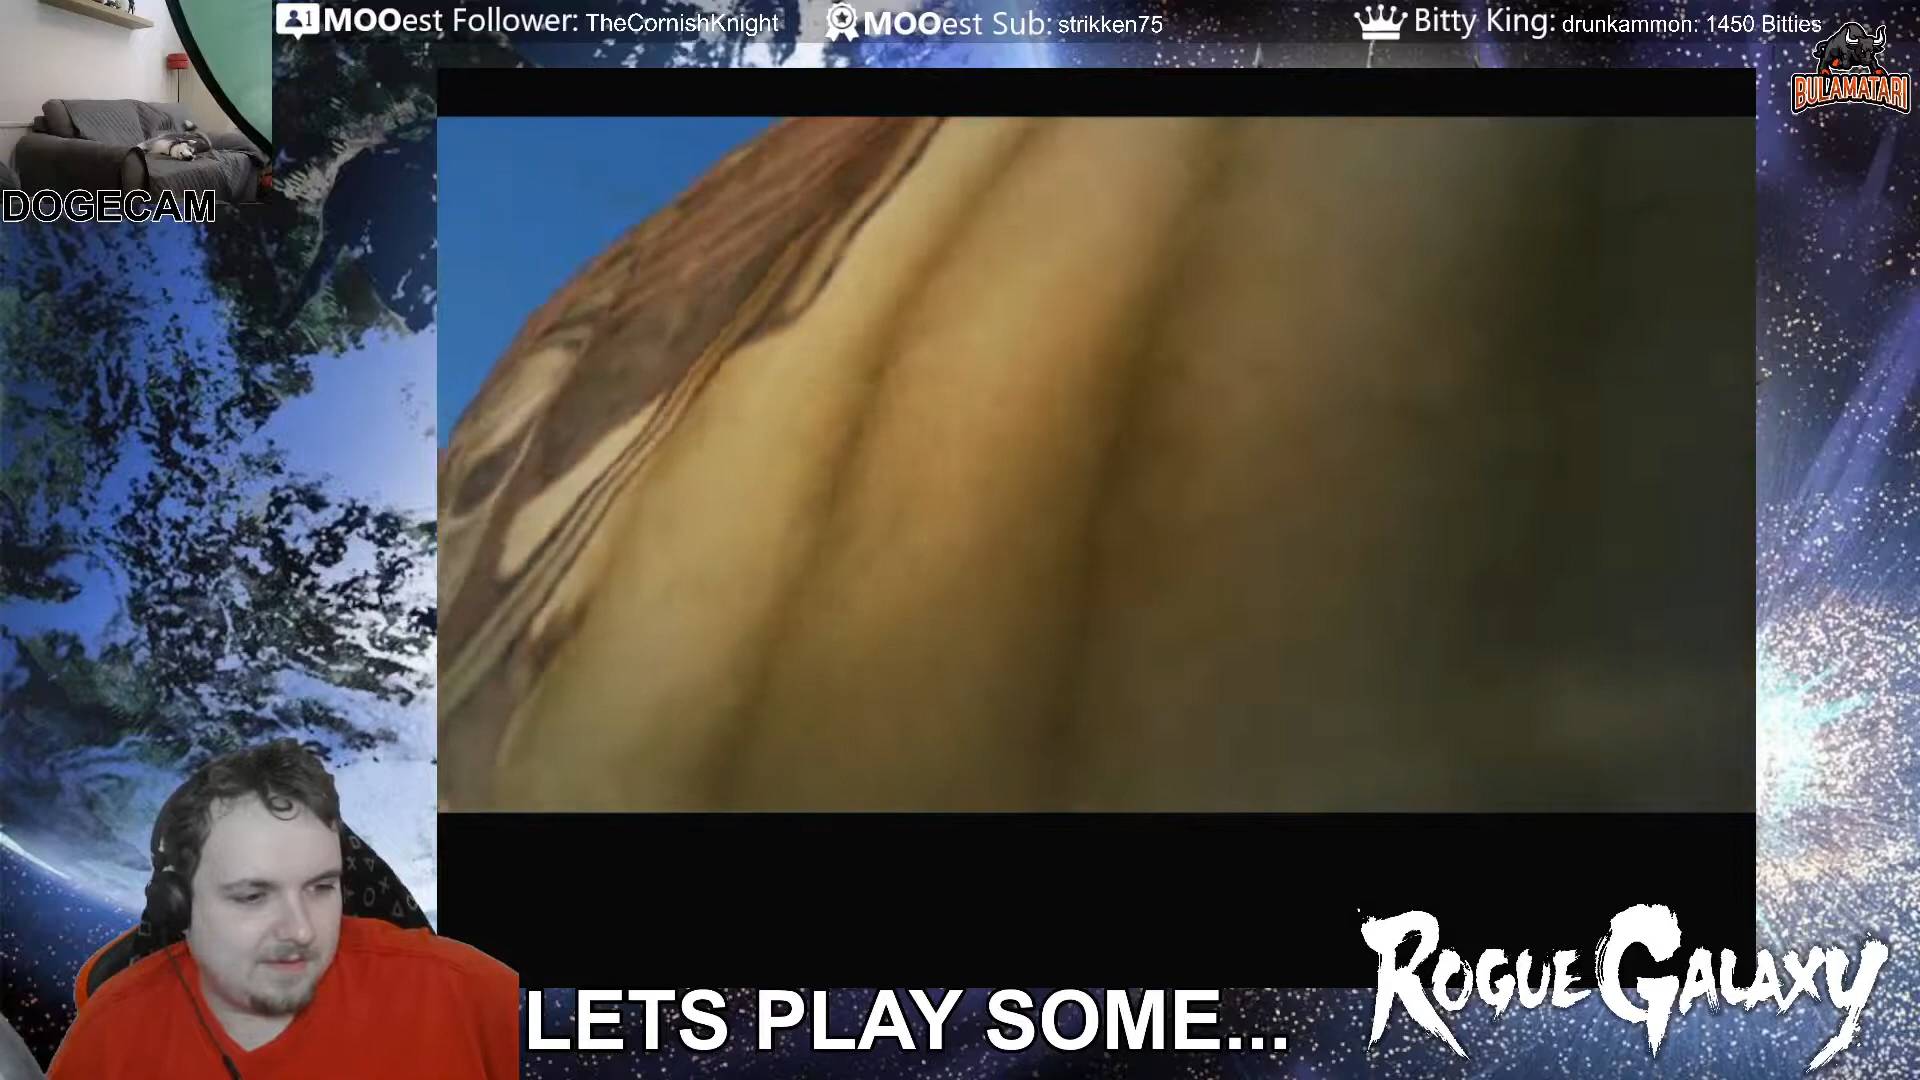 MOOest Follower: TheCornishKnight
MOOest Sub: strikken75
Bitty King: drunkammon: 1450 Bitties
BULAMATARI
DOGECAM
ROGUE GALAXY
LETS PLAY SOME...